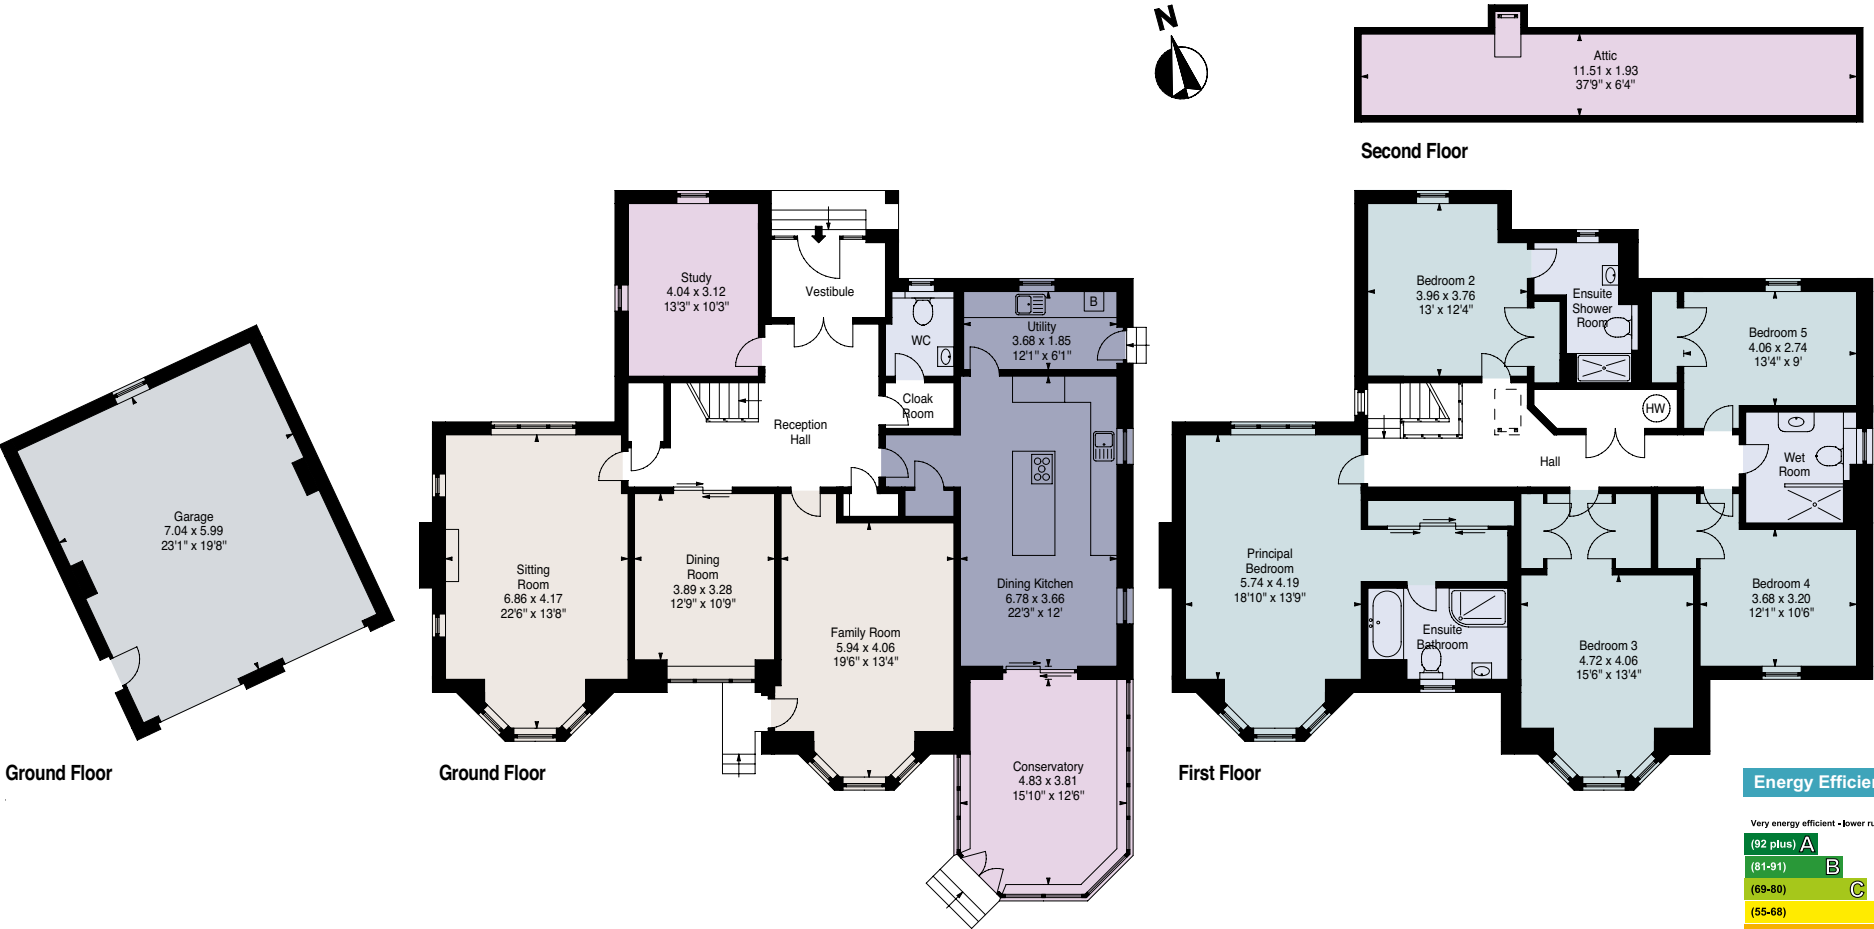 N
Attic
11.51 x 1.93
37'9" x 6'4"
Second Floor
Garage
7.04 x 5.99
23'1" x 19'8"
Ground Floor
Study
4.04 x 3.12
13'3" x 10'3"
Vestibule
WC
B
Utility
3.68 x 1.85
12'1" x 6'1"
Cloak
Room
Reception
Hall
Sitting
Room
6.86 x 4.17
22'6" x 13'8"
Dining
Room
3.89 x 3.28
12'9" x 10'9"
Family Room
5.94 x 4.06
19'6" x 13'4"
Dining Kitchen
6.78 x 3.66
22'3" x 12'
Conservatory
4.83 x 3.81
15'10" x 12'6"
Ground Floor
Bedroom 2
3.96 x 3.76
13' x 12'4"
Ensuite
Shower
Room
Bedroom 5
4.06 x 2.74
13'4" x 9'
HW
Hall
Wet
Room
Principal
Bedroom
5.74 x 4.19
18'10" x 13'9"
Ensuite
Bathroom
Bedroom 3
4.72 x 4.06
15'6" x 13'4"
Bedroom 4
3.68 x 3.20
12'1" x 10'6"
First Floor
Energy Efficien
Very energy efficient - lower ru
(92 plus) A
(81-91) B
(69-80) C
(55-68)